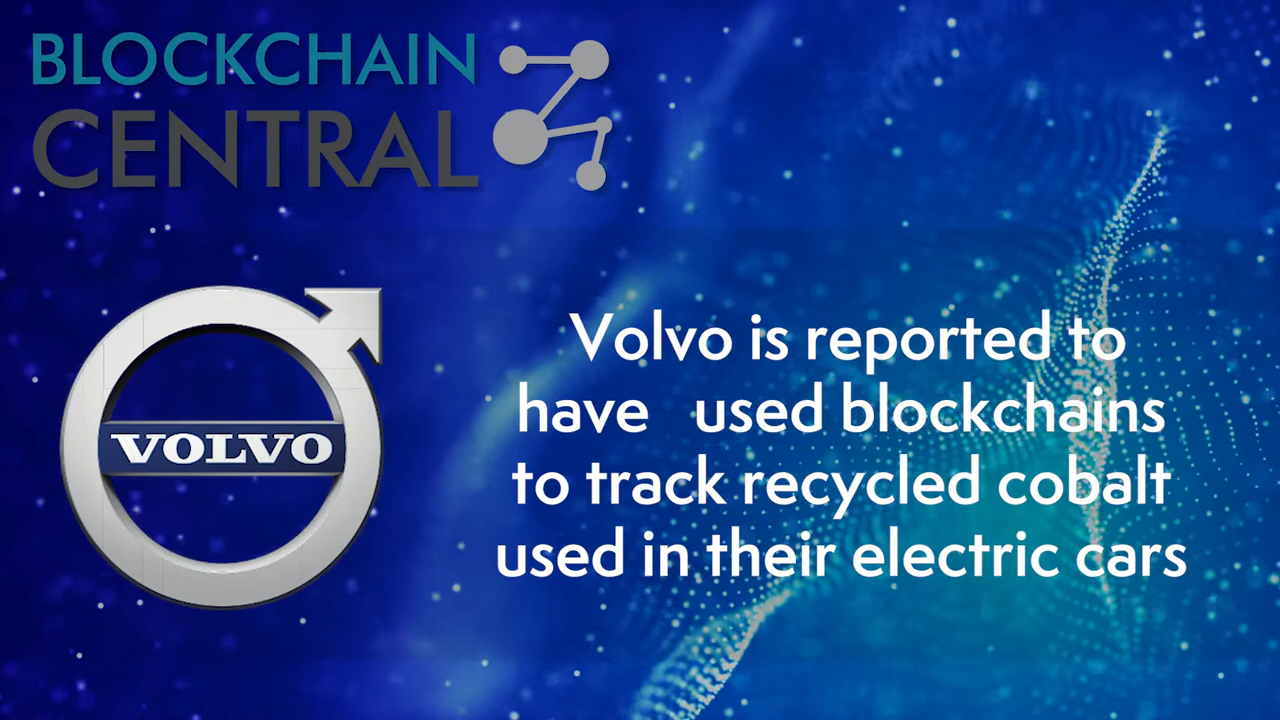 BLOCKCHAIN
CENTRAL
VOLVO
Volvo is reported to
have used blockchains
to track recycled cobalt
used in their electric cars